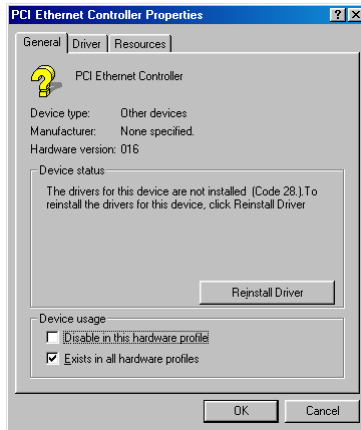 PCI Ethernet Controller Properties
General
Driver
Resources
PCI Ethernet Controller
Device type: Other devices
Manufacturer: None specified.
Hardware version: 016
Device status
The drivers for this device are not installed (Code 28.).To
reinstall the drivers for this device, click Reinstall Driver
Reinstall Driver
Device usage
Disable in this hardware profile
Exists in all hardware profiles
OK
Cancel